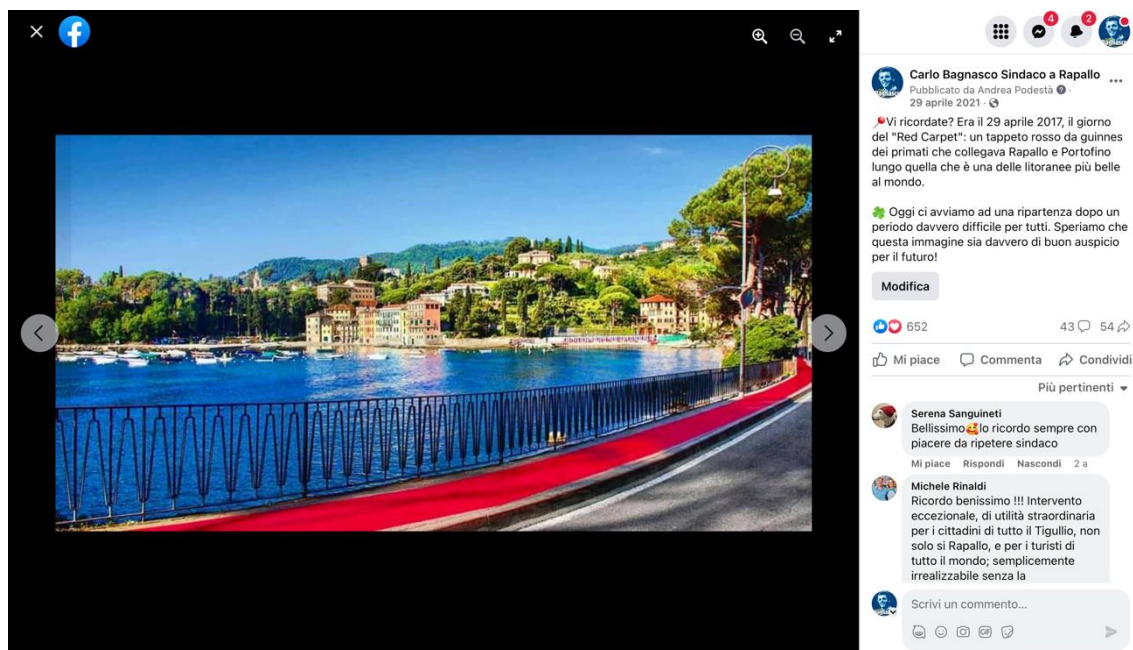 4
2
Carlo Bagnasco Sindaco a Rapallo
Pubblicato da Andrea Podestà ·
29 aprile 2021 ·
Vi ricordate? Era il 29 aprile 2017, il giorno
del "Red Carpet": un tappeto rosso da guinnes
dei primati che collegava Rapallo e Portofino
lungo quella che è una delle litoranee più belle
al mondo.
Oggi ci avviamo ad una ripartenza dopo un
periodo davvero difficile per tutti. Speriamo che
questa immagine sia davvero di buon auspicio
per il futuro!
Modifica
652 43 54
Mi piace Commenta Condividi
Più pertinenti
Serena Sanguineti
Bellissimo lo ricordo sempre con
piacere da ripetere sindaco
Mi piace Rispondi Nascondi 2 a
Michele Rinaldi
Ricordo benissimo !!! Intervento
eccezionale, di utilità straordinaria
per i cittadini di tutto il Tigullio, non
solo si Rapallo, e per i turisti di
tutto il mondo; semplicemente
irrealizzabile senza la
Scrivi un commento...
GIF